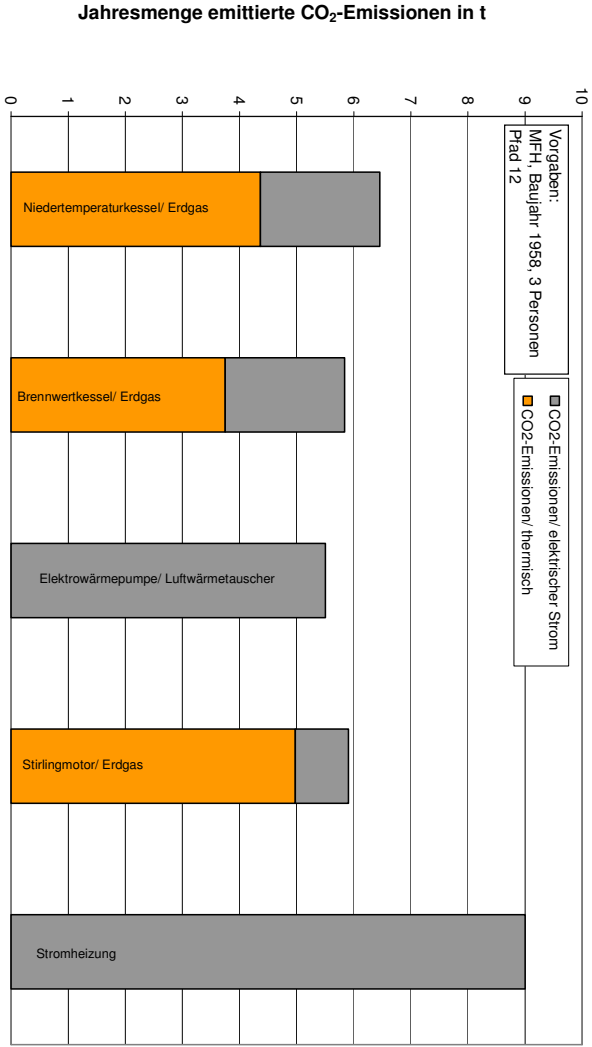 Jahresmenge emittierte CO₂-Emissionen in t
0
1
2
3
4
5
6
7
8
9
10
Vorgaben:
MFH, Baujahr 1958, 3 Personen
Pfad 12
CO2-Emissionen/ elektrischer Strom
CO2-Emissionen/ thermisch
Niedertemperaturkessel/ Erdgas
Brennwertkessel/ Erdgas
Elektrowärmepumpe/ Luftwärmetauscher
Stirlingmotor/ Erdgas
Stromheizung